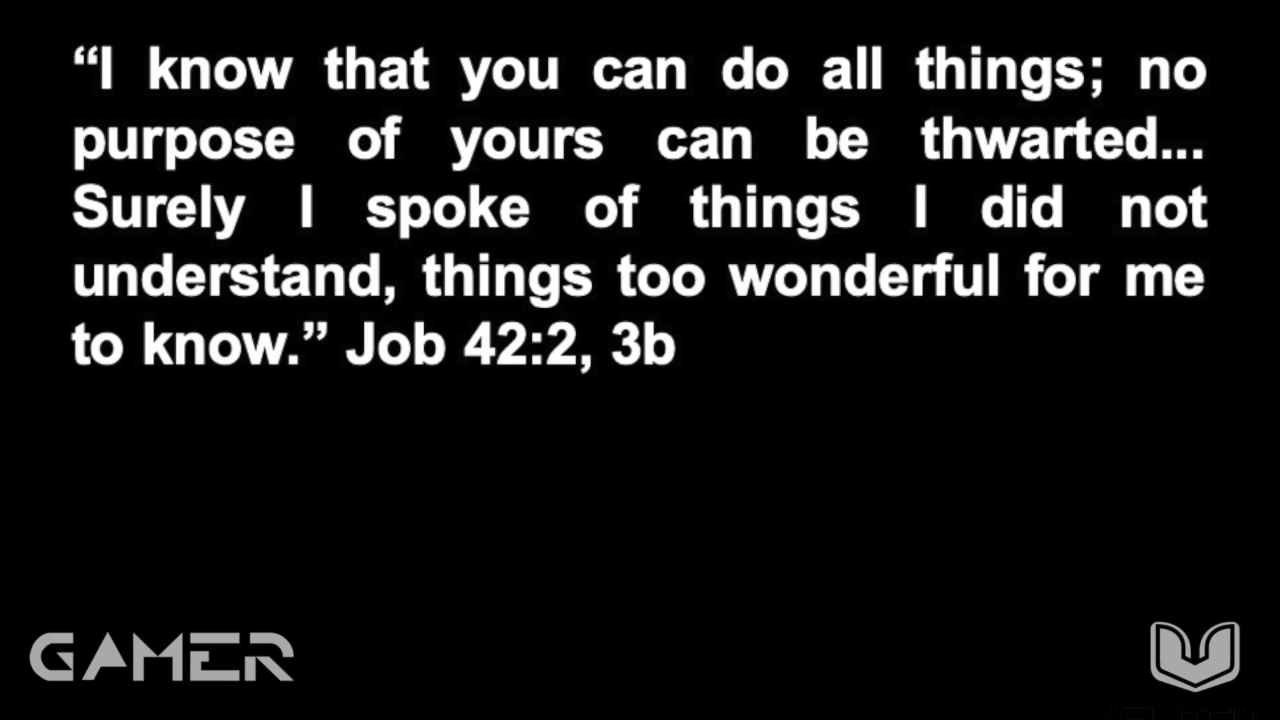 “I know that you can do all things; no
purpose of yours can be thwarted...
Surely I spoke of things I did not
understand, things too wonderful for me
to know.” Job 42:2, 3b
GAMER